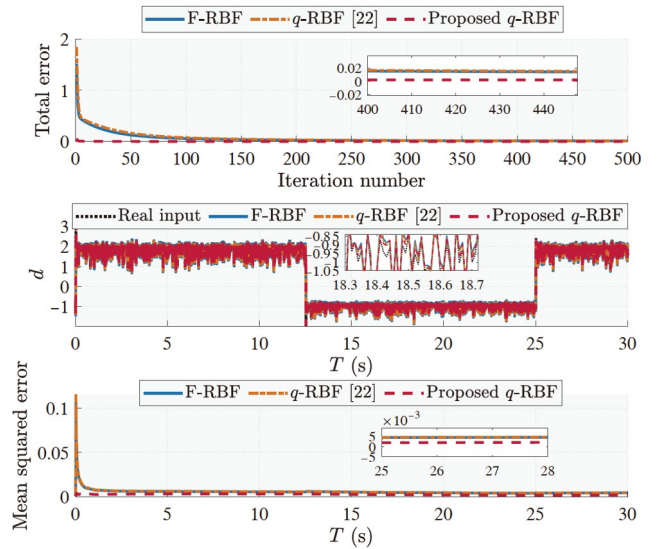 F-RBF q-RBF [22] Proposed q-RBF
Total error
2
1
0
0.02
0
−0.02
400 410 420 430 440
0 50 100 150 200 250 300 350 400 450 500
Iteration number
Real input F-RBF q-RBF [22] Proposed q-RBF
d
3
2
1
0
−1
−0.85
−0.9
−0.95
−1.05
18.3 18.4 18.5 18.6 18.7
0 5 10 15 20 25 30
T (s)
F-RBF q-RBF [22] Proposed q-RBF
Mean squared error
0.1
0.05
0
×10−3
5
0
−5
25 26 27 28
0 5 10 15 20 25 30
T (s)